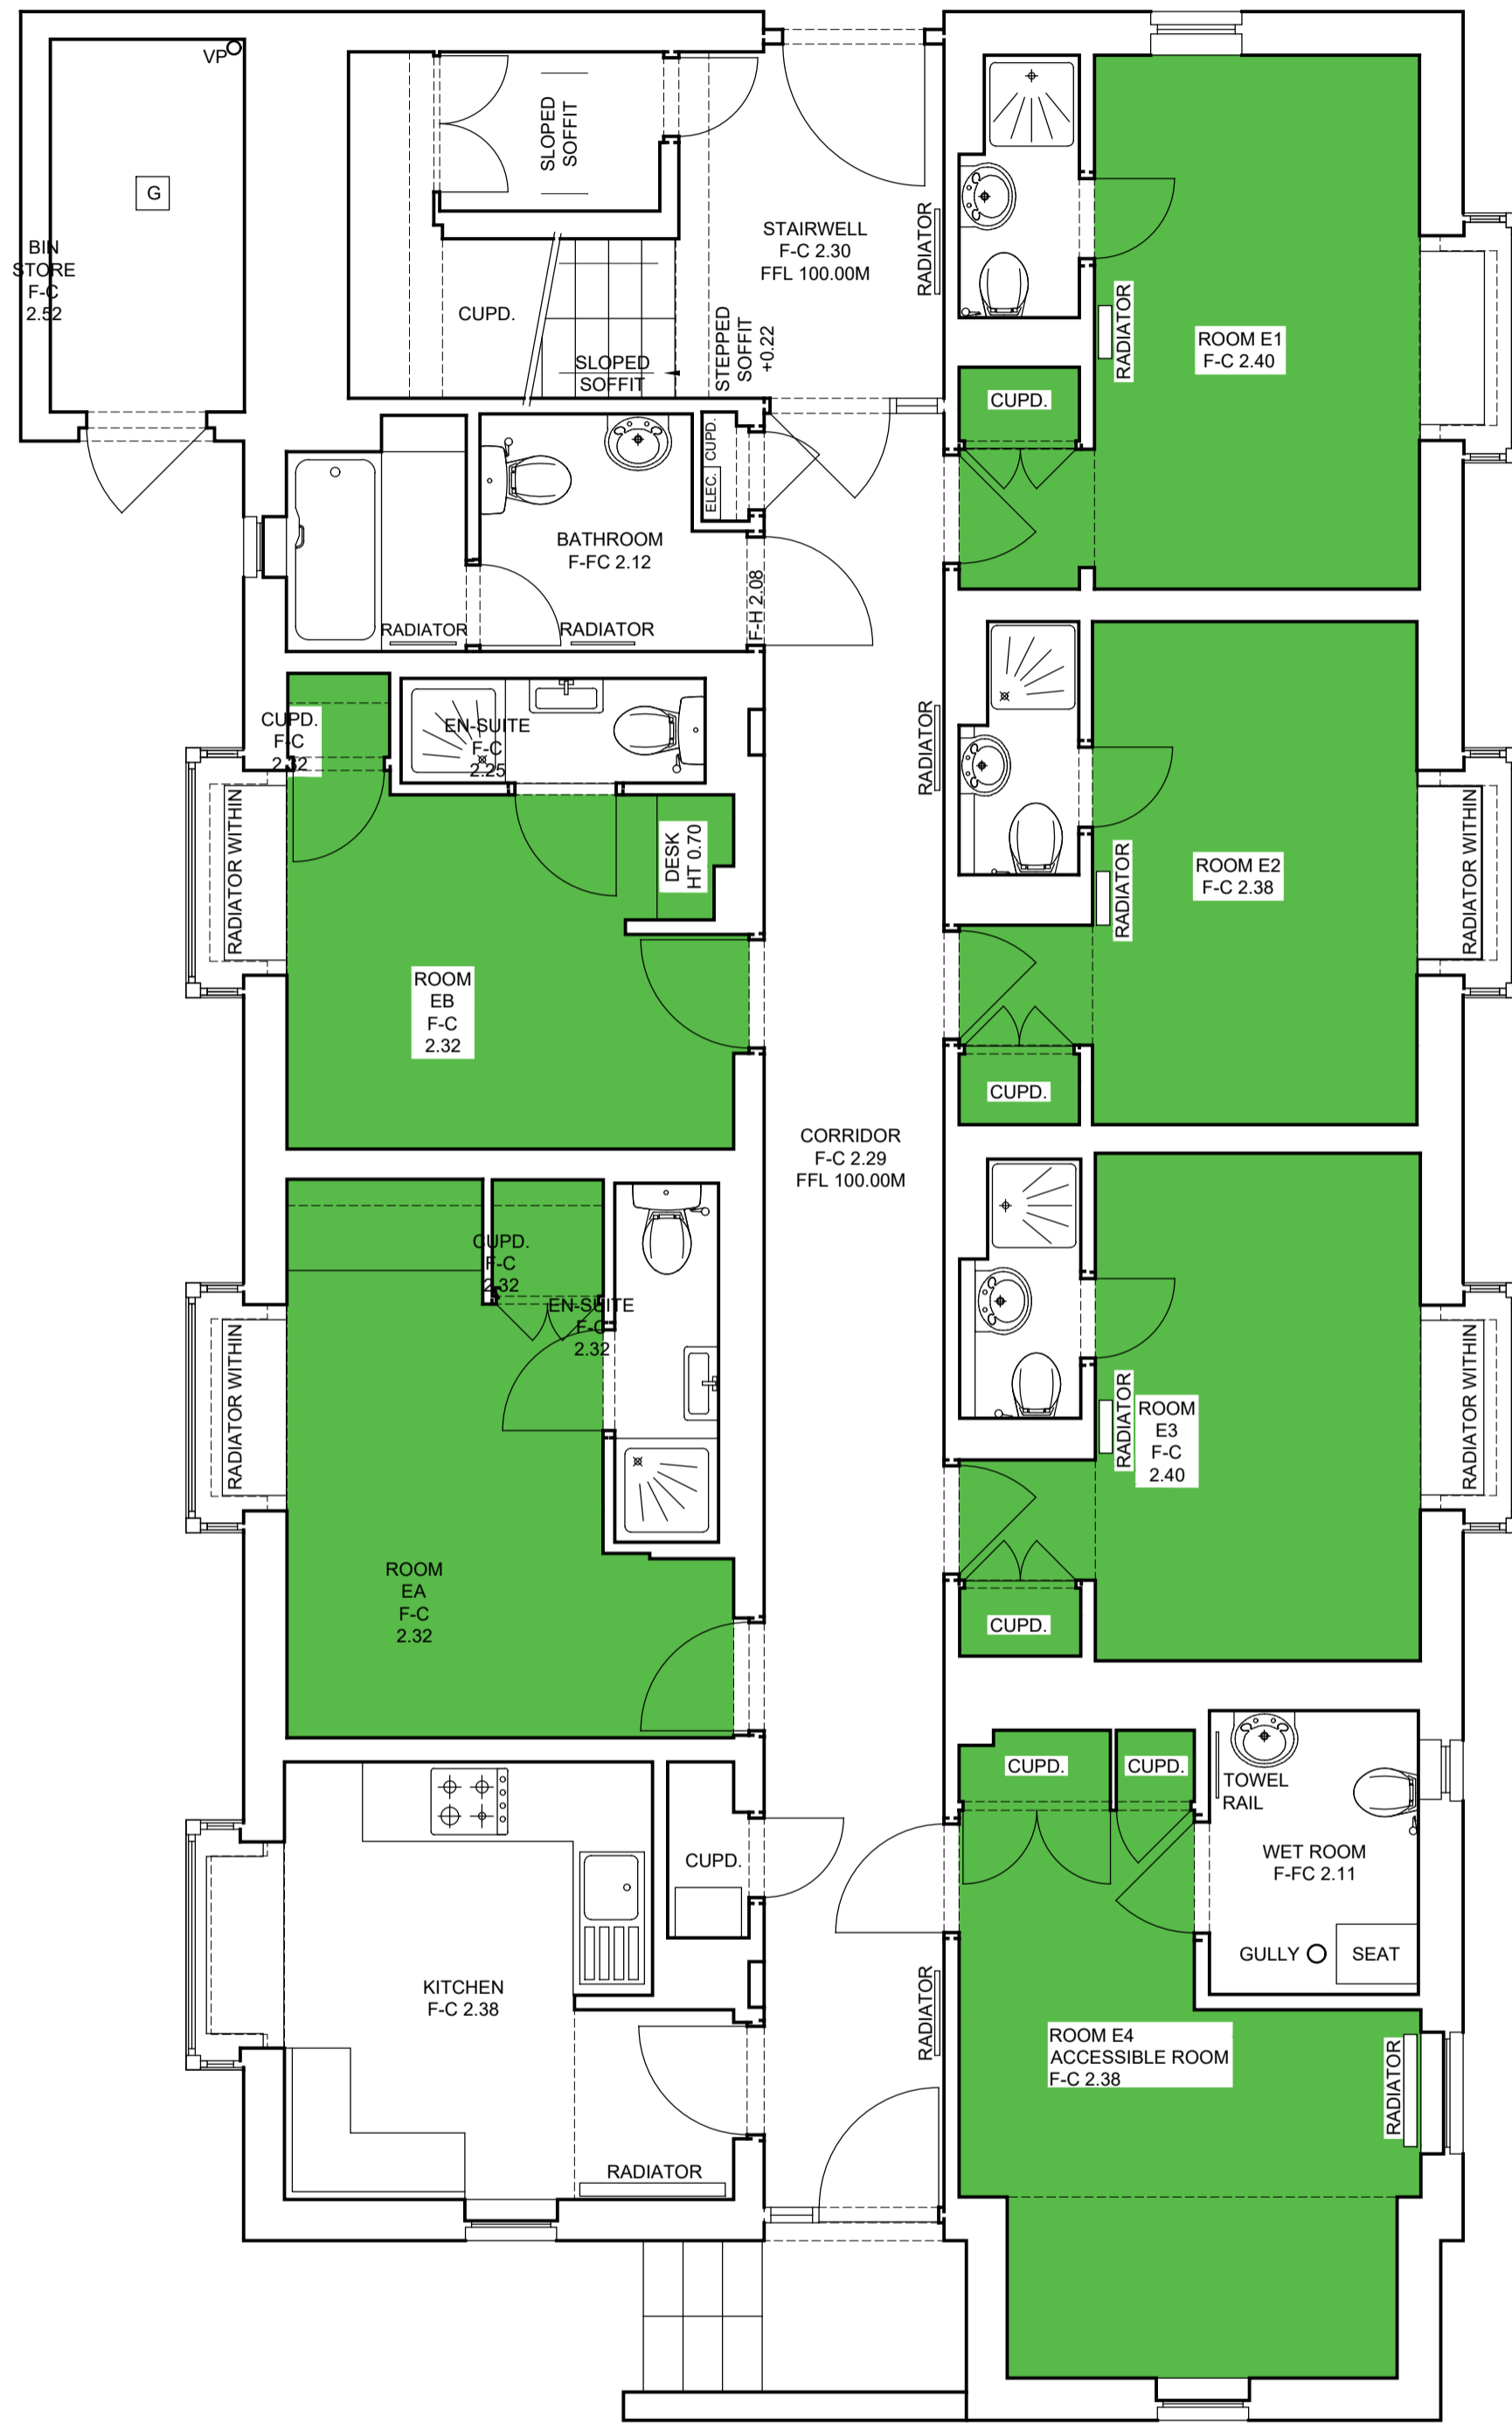 VP
G
BIN
STORE
F-C
2.52
SLOPED
SOFFIT
CUPD.
SLOPED
SOFFIT
STEPPED
SOFFIT
+0.22
STAIRWELL
F-C 2.30
FFL 100.00M
RADIATOR
RADIATOR
ROOM E1
F-C 2.40
CUPD.
ELEC. CUPD.
BATHROOM
F-FC 2.12
F-H 2.08
RADIATOR
RADIATOR
CUPD.
F-C
2.32
EN-SUITE
F-C
2.25
RADIATOR WITHIN
DESK
HT 0.70
ROOM
EB
F-C
2.32
RADIATOR
RADIATOR
ROOM E2
F-C 2.38
RADIATOR WITHIN
CUPD.
CORRIDOR
F-C 2.29
FFL 100.00M
CUPD.
F-C
2.32
EN-SUITE
F-C
2.32
RADIATOR WITHIN
ROOM
EA
F-C
2.32
RADIATOR
ROOM
E3
F-C
2.40
RADIATOR WITHIN
CUPD.
CUPD.
CUPD.
TOWEL
RAIL
WET ROOM
F-FC 2.11
GULLY
SEAT
CUPD.
KITCHEN
F-C 2.38
RADIATOR
RADIATOR
ROOM E4
ACCESSIBLE ROOM
F-C 2.38
RADIATOR